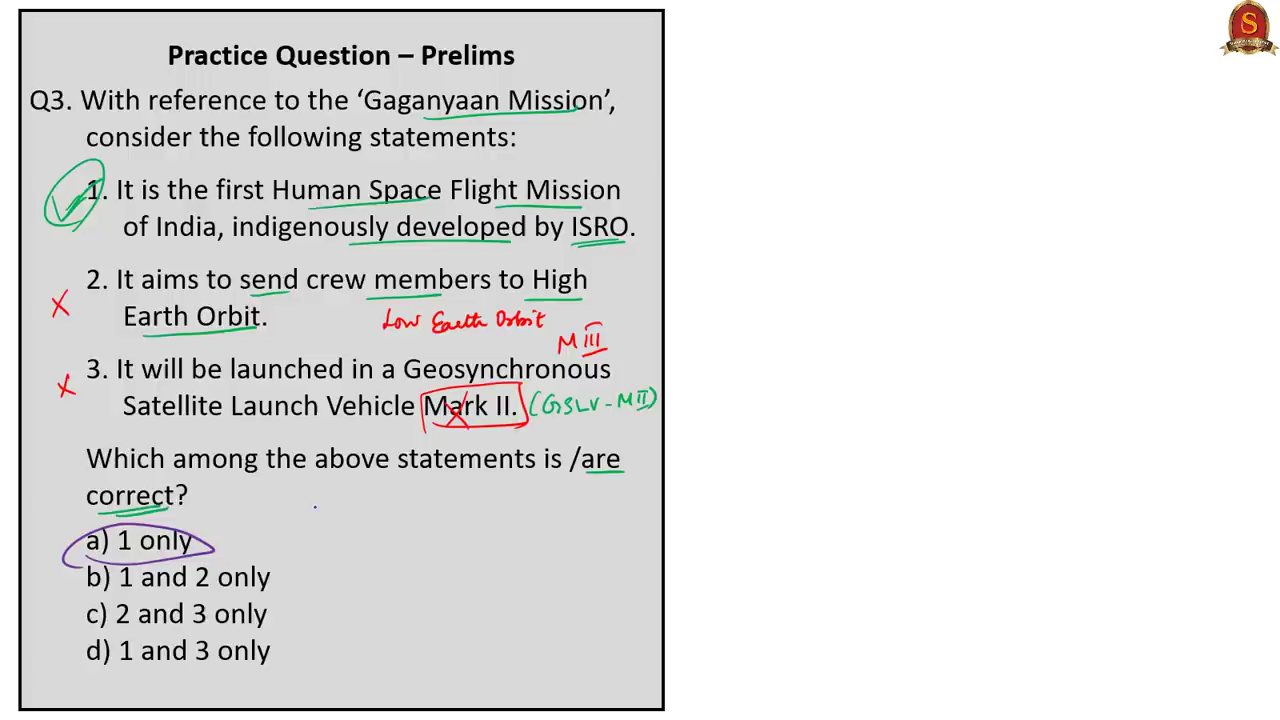 S
Practice Question – Prelims
Q3. With reference to the ‘Gaganyaan Mission’,
consider the following statements:
1. It is the first Human Space Flight Mission
of India, indigenously developed by ISRO.
2. It aims to send crew members to High
Earth Orbit.
Low Earth Orbit
M III
3. It will be launched in a Geosynchronous
Satellite Launch Vehicle Mark II. (GSLV-MII)
Which among the above statements is /are
correct?
a) 1 only
b) 1 and 2 only
c) 2 and 3 only
d) 1 and 3 only